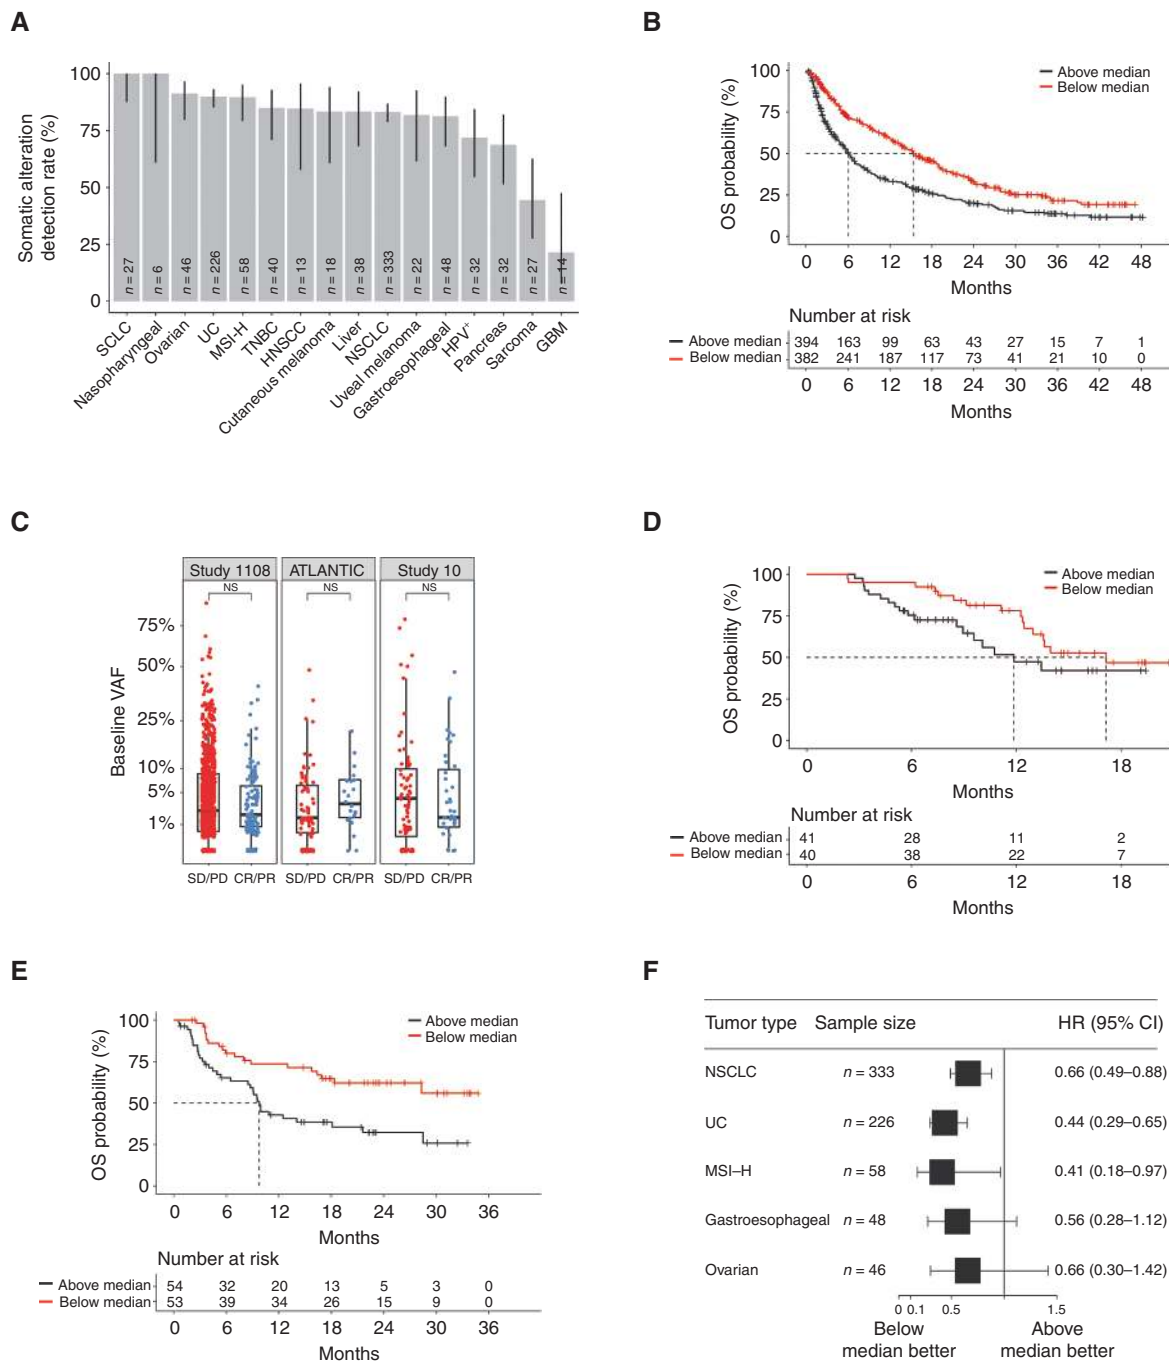 A
100
75
50
25
0
Somatic alteration
detection rate (%)
n = 27
n = 6
n = 46
n = 226
n = 58
n = 40
n = 13
n = 18
n = 38
n = 333
n = 22
n = 48
n = 32
n = 32
n = 27
n = 14
SCLC
Nasopharyngeal
Ovarian
UC
MSI-H
TNBC
HNSCC
Cutaneous melanoma
Liver
NSCLC
Uveal melanoma
Gastroesophageal
HPV+
Pancreas
Sarcoma
GBM
B
OS probability (%)
100
75
50
25
0
Above median
Below median
0 6 12 18 24 30 36 42 48
Months
Number at risk
Above median 394 163 99 63 43 27 15 7 1
Below median 382 241 187 117 73 41 21 10 0
0 6 12 18 24 30 36 42 48
Months
C
Study 1108 ATLANTIC Study 10
NS NS NS
Baseline VAF
75%
50%
25%
10%
5%
1%
SD/PD CR/PR SD/PD CR/PR SD/PD CR/PR
D
OS probability (%)
100
75
50
25
0
Above median
Below median
0 6 12 18
Months
Number at risk
Above median 41 28 11 2
Below median 40 38 22 7
0 6 12 18
Months
E
OS probability (%)
100
75
50
25
0
Above median
Below median
0 6 12 18 24 30 36
Months
Number at risk
Above median 54 32 20 13 5 3 0
Below median 53 39 34 26 15 9 0
0 6 12 18 24 30 36
Months
F
Tumor type Sample size HR (95% CI)
NSCLC n = 333 0.66 (0.49–0.88)
UC n = 226 0.44 (0.29–0.65)
MSI–H n = 58 0.41 (0.18–0.97)
Gastroesophageal n = 48 0.56 (0.28–1.12)
Ovarian n = 46 0.66 (0.30–1.42)
0 0.1 0.5 1.5
Below Above
median better median better